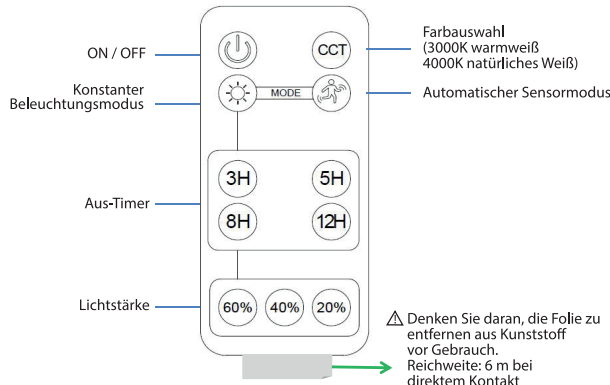 ON / OFF
CCT
Farbauswahl
(3000K warmweiß
4000K natürliches Weiß)
Konstanter
Beleuchtungsmodus
MODE
Automatischer Sensormodus
3H
5H
Aus-Timer
8H
12H
Lichtstärke
60% 40% 20%
⚠ Denken Sie daran, die Folie zu
entfernen aus Kunststoff
vor Gebrauch.
Reichweite: 6 m bei
direktem Kontakt